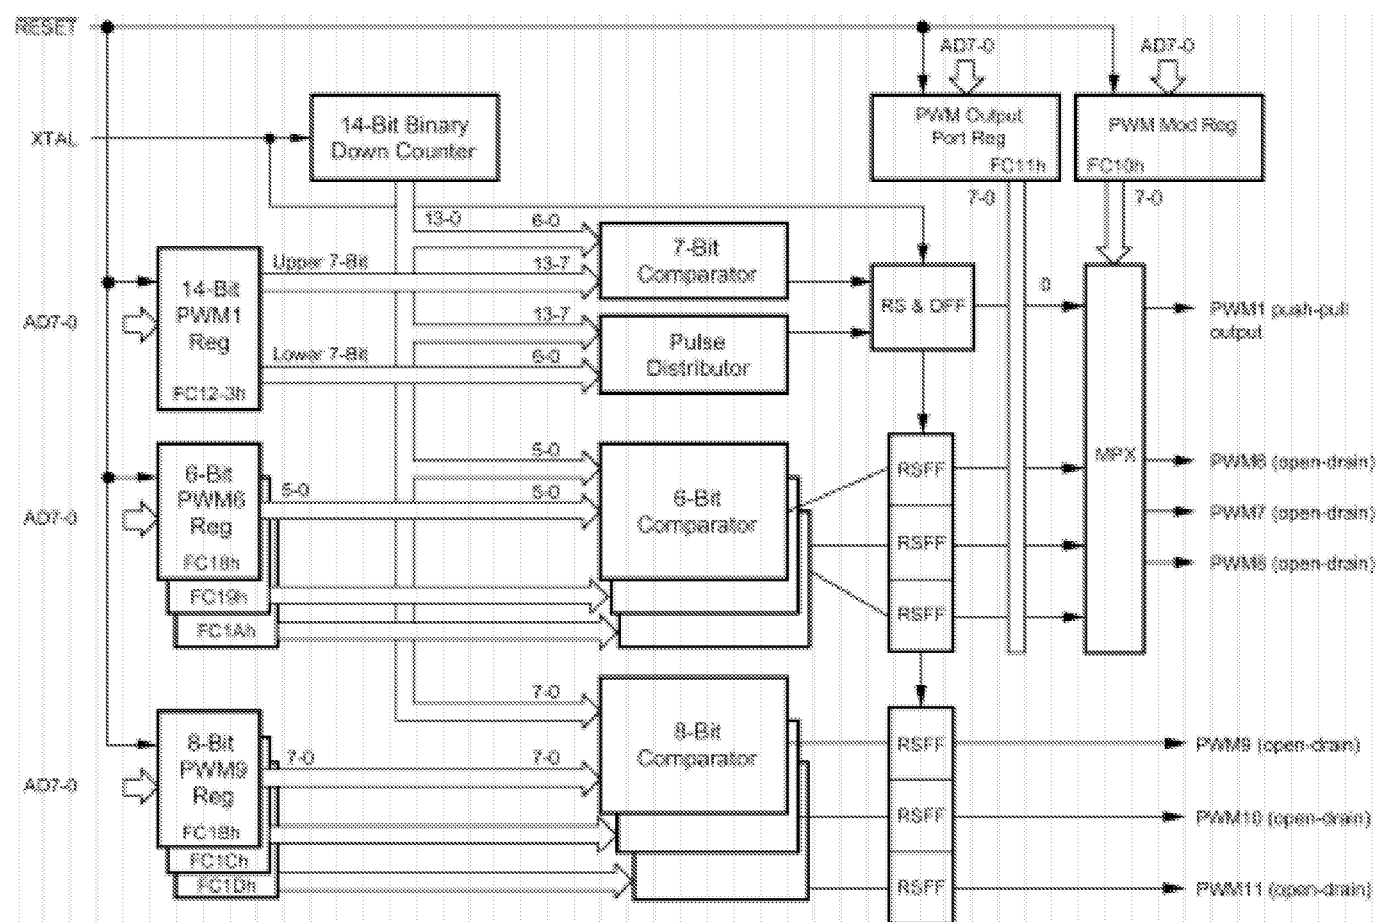 RESET
AD7-0
AD7-0
XTAL
14-Bit Binary
Down Counter
PWM Output
Port Reg
FC11h
PWM Mod Reg
FC10h
7-0
7-0
13-0
6-0
7-Bit
Comparator
Upper 7-Bit
13-7
14-Bit
PWM1
Reg
FC12-3h
AD7-0
RS & DFF
0
PWM1 push-pull
output
13-7
Pulse
Distributor
Lower 7-Bit
6-0
5-0
6-Bit
PWM6
Reg
FC18h
5-0
5-0
AD7-0
6-Bit
Comparator
RSFF
RSFF
RSFF
MPX
PWM6 (open-drain)
PWM7 (open-drain)
PWM8 (open-drain)
FC19h
FC1Ah
7-0
8-Bit
PWM9
Reg
FC1Bh
7-0
7-0
AD7-0
8-Bit
Comparator
RSFF
RSFF
RSFF
PWM9 (open-drain)
PWM10 (open-drain)
PWM11 (open-drain)
FC1Ch
FC1Dh